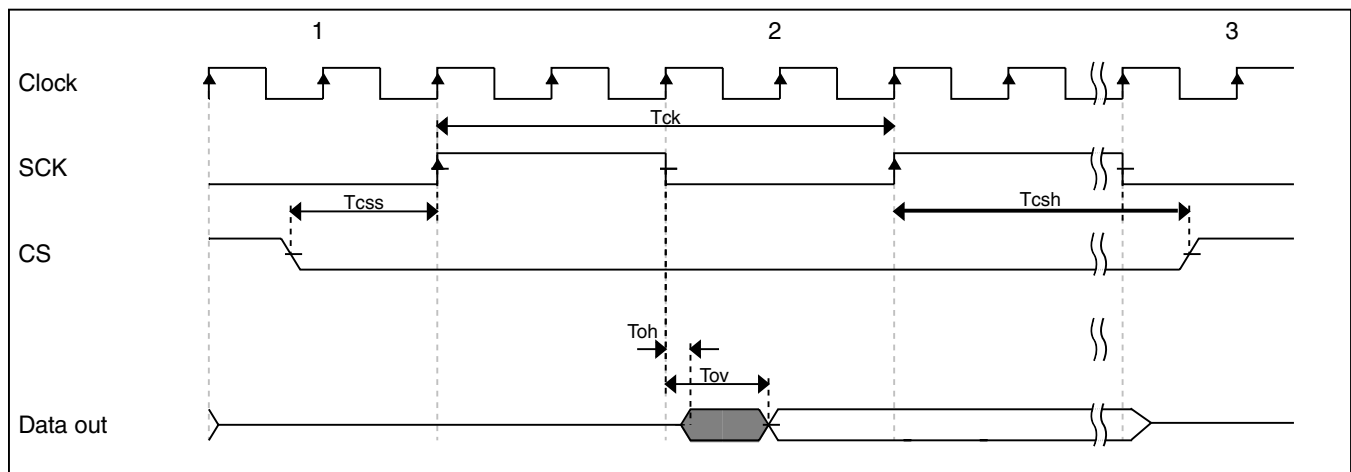 1 2 3
Clock
Tck
SCK
Tcss Tcsh
CS
Toh
Tov
Data out